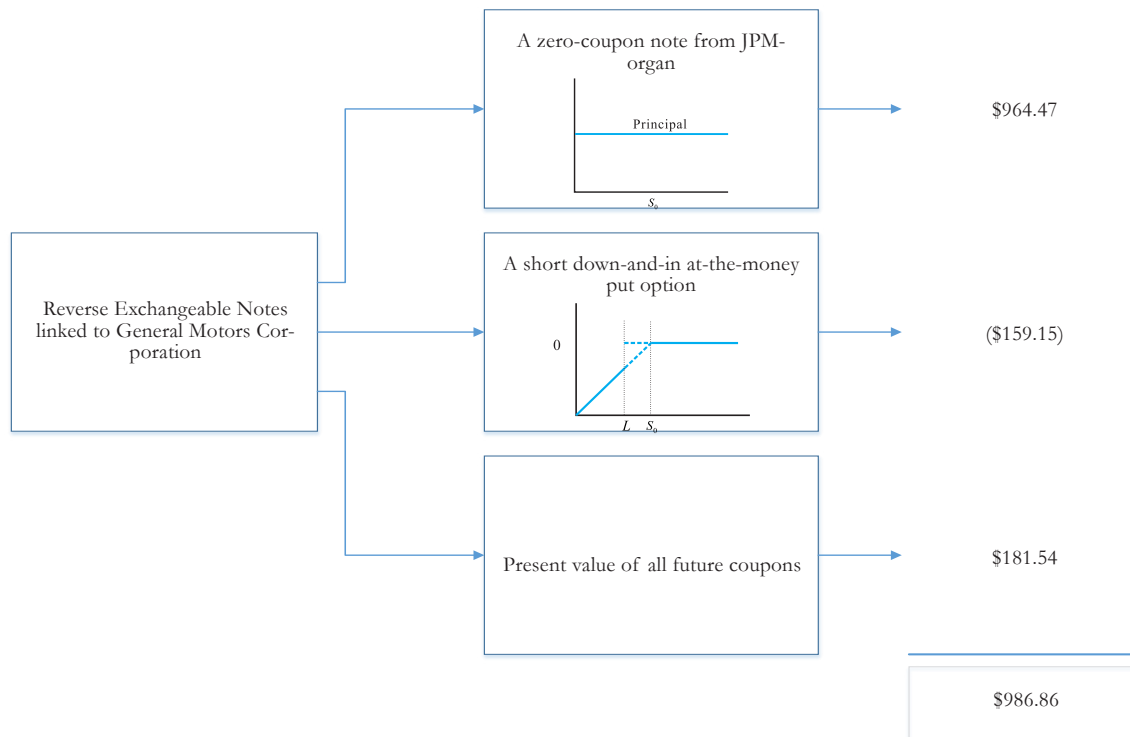 A zero-coupon note from JPM-
organ
Principal
S₀
$964.47
Reverse Exchangeable Notes
linked to General Motors Cor-
poration
A short down-and-in at-the-money
put option
0
L S₀
($159.15)
Present value of all future coupons
$181.54
$986.86